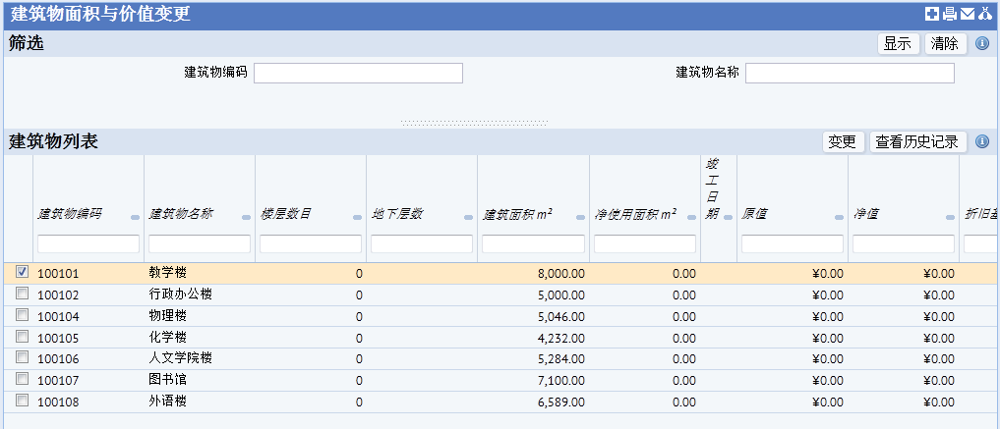 建筑物面积与价值变更
筛选 显示 清除
建筑物编码 建筑物名称
建筑物列表 变更 查看历史记录
建筑物编码 建筑物名称 楼层数目 地下层数 建筑面积 m² 净使用面积 m² 竣工日期 原值 净值 折旧基
100101 教学楼 0 8,000.00 0.00 ¥0.00 ¥0.00
100102 行政办公楼 0 5,000.00 0.00 ¥0.00 ¥0.00
100104 物理楼 0 5,046.00 0.00 ¥0.00 ¥0.00
100105 化学楼 0 4,232.00 0.00 ¥0.00 ¥0.00
100106 人文学院楼 0 5,284.00 0.00 ¥0.00 ¥0.00
100107 图书馆 0 7,100.00 0.00 ¥0.00 ¥0.00
100108 外语楼 0 6,589.00 0.00 ¥0.00 ¥0.00